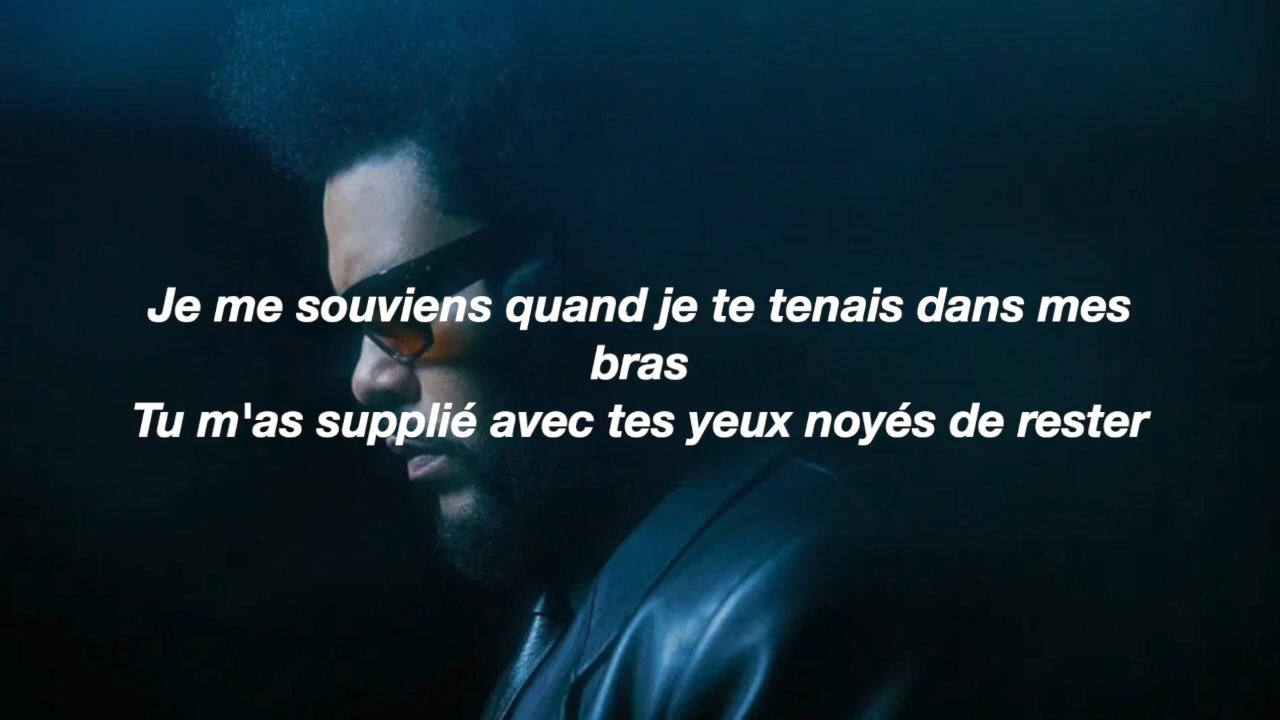 Je me souviens quand je te tenais dans mes
bras
Tu m'as supplié avec tes yeux noyés de rester